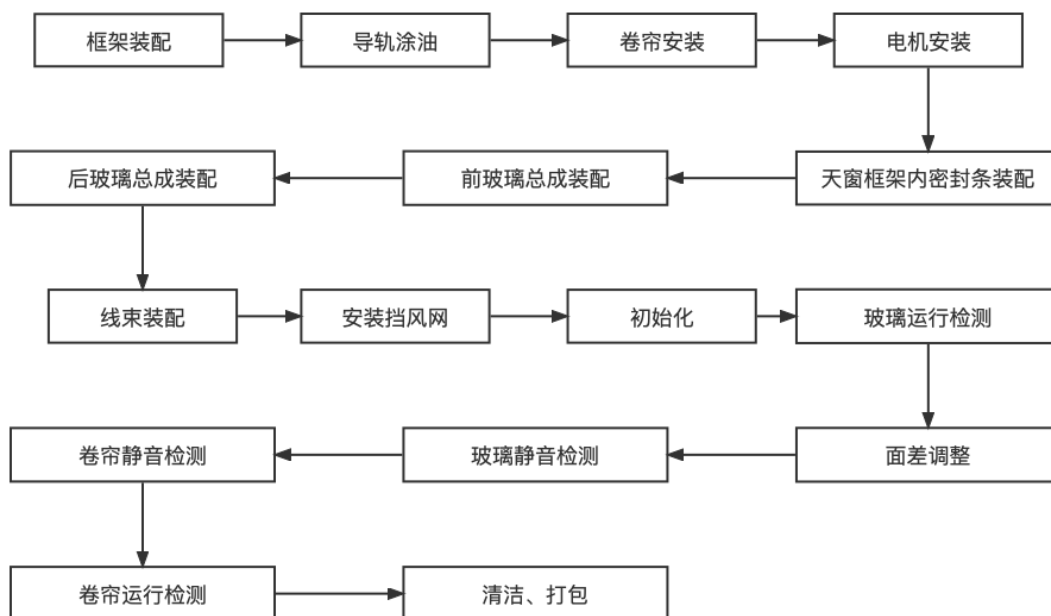 框架装配
导轨涂油
卷帘安装
电机安装
天窗框架内密封条装配
前玻璃总成装配
后玻璃总成装配
线束装配
安装挡风网
初始化
玻璃运行检测
面差调整
玻璃静音检测
卷帘静音检测
卷帘运行检测
清洁、打包